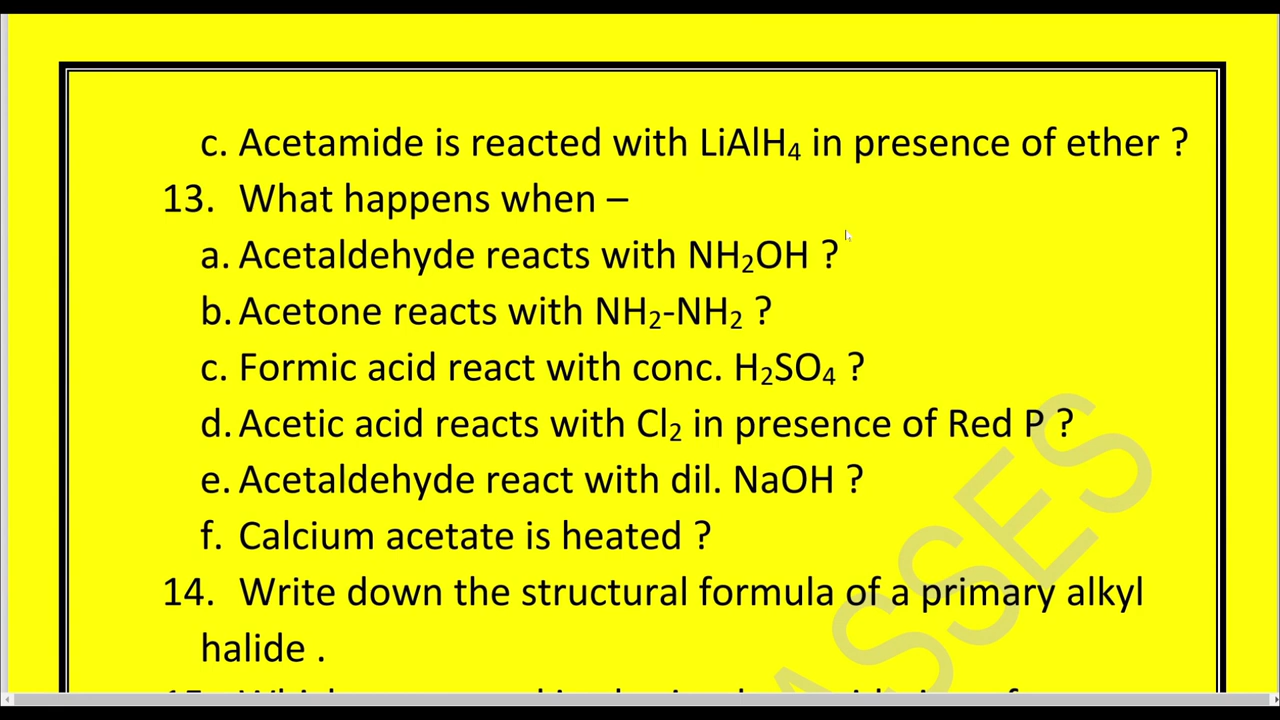 c. Acetamide is reacted with LiAlH₄ in presence of ether ?
13. What happens when –
a. Acetaldehyde reacts with NH₂OH ?
b. Acetone reacts with NH₂-NH₂ ?
c. Formic acid react with conc. H₂SO₄ ?
d. Acetic acid reacts with Cl₂ in presence of Red P ?
e. Acetaldehyde react with dil. NaOH ?
f. Calcium acetate is heated ?
14. Write down the structural formula of a primary alkyl
halide .